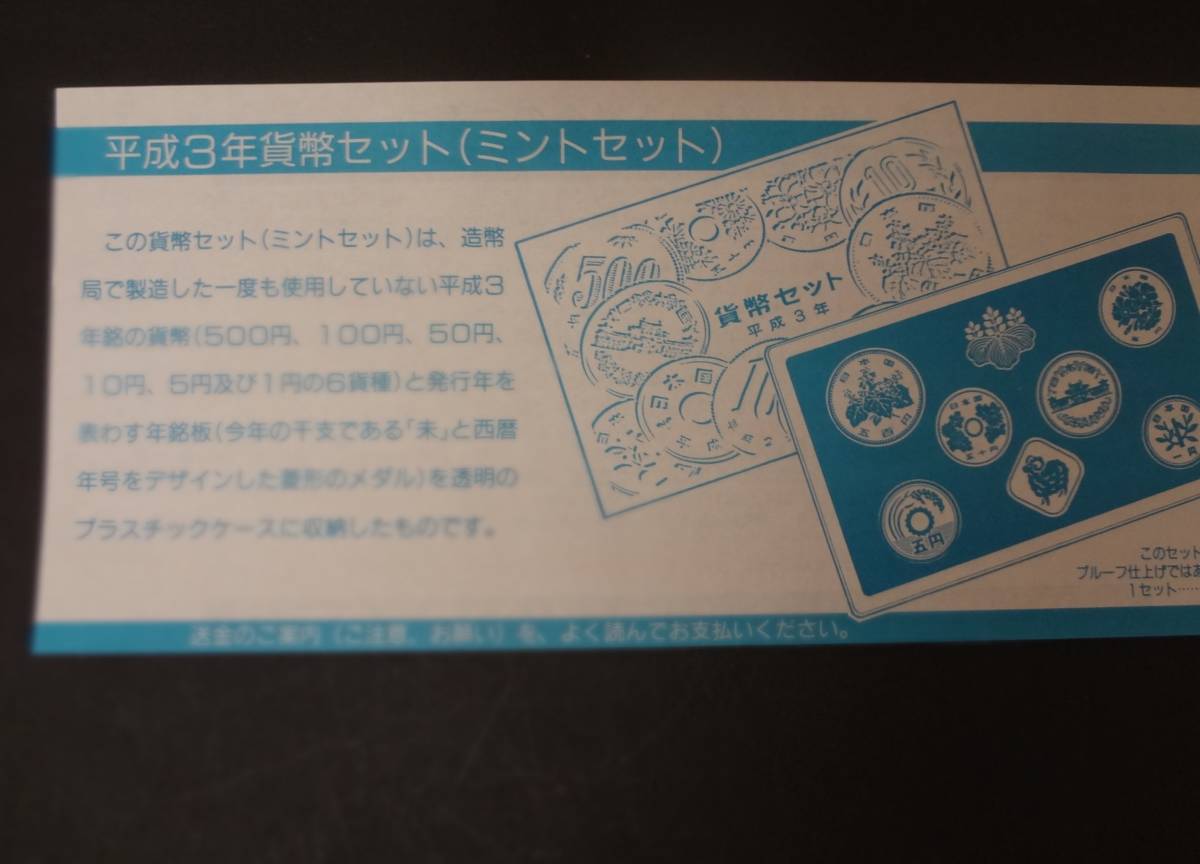 平成3年貨幣セット(ミントセット)
この貨幣セット(ミントセット)は、造幣
局で製造した一度も使用していない平成3
年銘の貨幣(500円、100円、50円、
10円、5円及び1円の6貨種)と発行年を
表わす年銘板(今年の干支である「未」と西暦
年号をデザインした菱形のメダル)を透明の
プラスチックケースに収納したものです。
500
10
貨幣セット
平成3年
日本国
五円
このセット
プルーフ仕上げではあ
1セット……
送金のご案内(ご注意、お願い)を、よく読んでお支払いください。